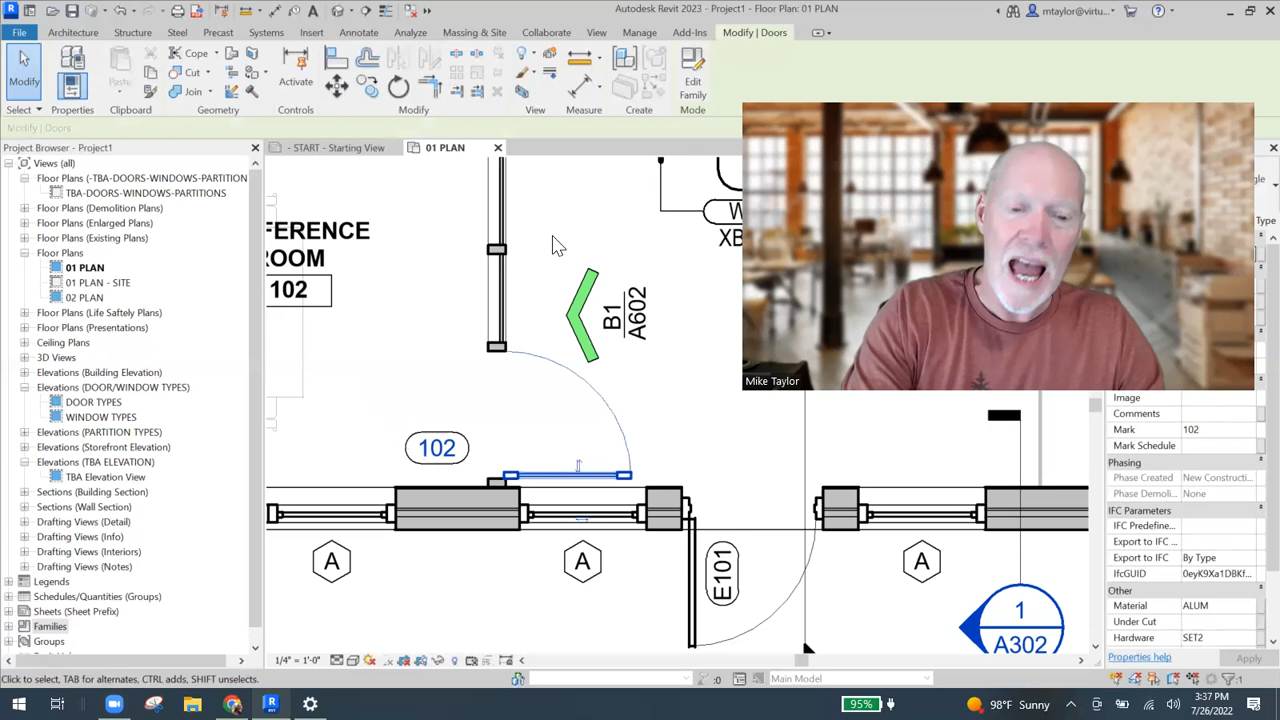 Autodesk Revit 2023 - Project1 - Floor Plan: 01 PLAN
mtaylor@virtu...
File
Architecture
Structure
Steel
Precast
Systems
Insert
Annotate
Analyze
Massing & Site
Collaborate
View
Manage
Add-Ins
Modify | Doors
Modify
Paste
Cope
Cut
Join
Activate
Edit
Family
Select
Properties
Clipboard
Geometry
Controls
Modify
View
Measure
Create
Mode
Modify | Doors
Project Browser - Project1
- START - Starting View
01 PLAN
Views (all)
Floor Plans (-TBA-DOORS-WINDOWS-PARTITION
TBA-DOORS-WINDOWS-PARTITIONS
Floor Plans (Demolition Plans)
Floor Plans (Enlarged Plans)
Floor Plans (Existing Plans)
Floor Plans
01 PLAN
01 PLAN - SITE
02 PLAN
Floor Plans (Life Saftely Plans)
Floor Plans (Presentations)
Ceiling Plans
3D Views
Elevations (Building Elevation)
Elevations (DOOR/WINDOW TYPES)
DOOR TYPES
WINDOW TYPES
Elevations (PARTITION TYPES)
Elevations (Storefront Elevation)
Elevations (TBA ELEVATION)
TBA Elevation View
Sections (Building Section)
Sections (Wall Section)
Drafting Views (Detail)
Drafting Views (Info)
Drafting Views (Interiors)
Drafting Views (Notes)
Legends
Schedules/Quantities (Groups)
Sheets (Sheet Prefix)
Families
Groups
FERENCE
ROOM
102
B1
A602
W
XB
102
A
A
E101
A
1
A302
Mike Taylor
Type
Image
Comments
Mark 102
Mark Schedule
Phasing
Phase Created New Constructi...
Phase Demoli... None
IFC Parameters
IFC Predefine...
Export to IFC ...
Export to IFC By Type
IfcGUID 0eyK9Xa1DBKf...
Other
Material ALUM
Under Cut
Hardware SET2
Properties help
Apply
1/4" = 1'-0"
Click to select, TAB for alternates, CTRL adds, SHIFT unselects.
:0
Main Model
:1
95%
98°F Sunny
3:37 PM
7/26/2022